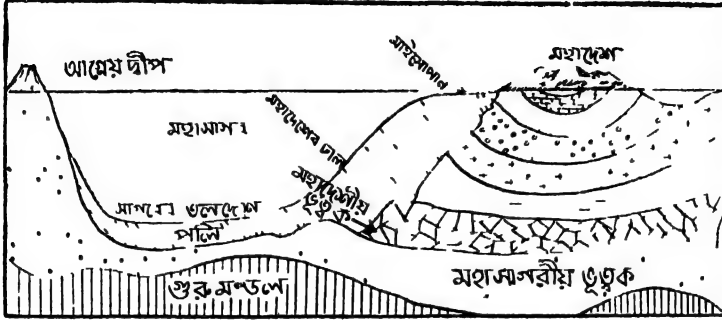 আগ্নেয় দ্বীপ
মহীসোপান
মহাদেশ
মহাসাগর
মহাদেশের ঢাল
সাগরের তলদেশ
পলি
মহাদেশীয়
ভূত্বক
গুরুমণ্ডল
মহাসাগরীয় ভূত্বক